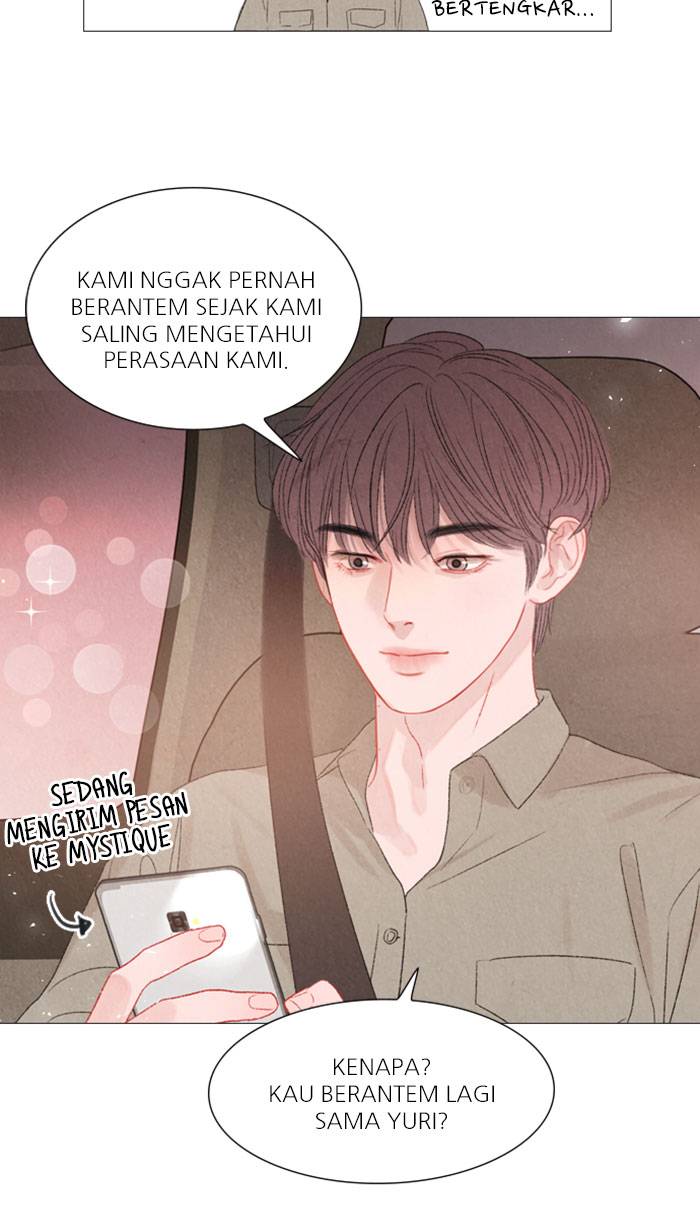 BERTENGKAR...
KAMI NGGAK PERNAH
BERANTEM SEJAK KAMI
SALING MENGETAHUI
PERASAAN KAMI.
SEDANG
MENGIRIM PESAN
KE MYSTIQUE
KENAPA?
KAU BERANTEM LAGI
SAMA YURI?